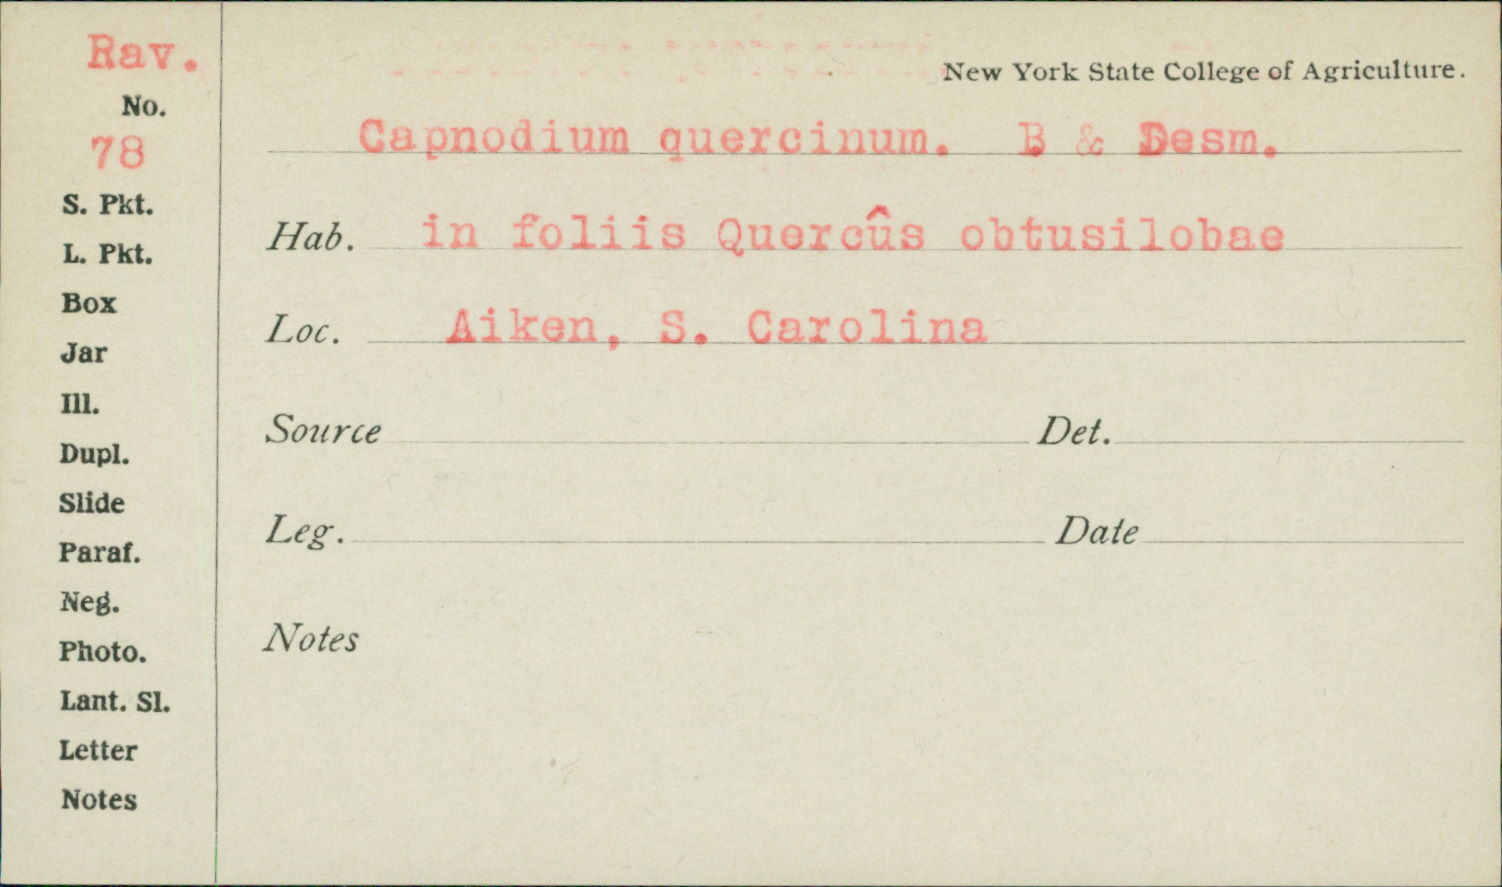 Rav.
No.
78
S. Pkt.
L. Pkt.
Box
Jar
Ill.
Dupl.
Slide
Paraf.
Neg.
Photo.
Lant. Sl.
Letter
Notes
New York State College of Agriculture.
Capnodium quercinum. B & Desm.
Hab. in foliis Quercûs obtusilobae
Loc. Aiken, S. Carolina
Source Det.
Leg. Date
Notes